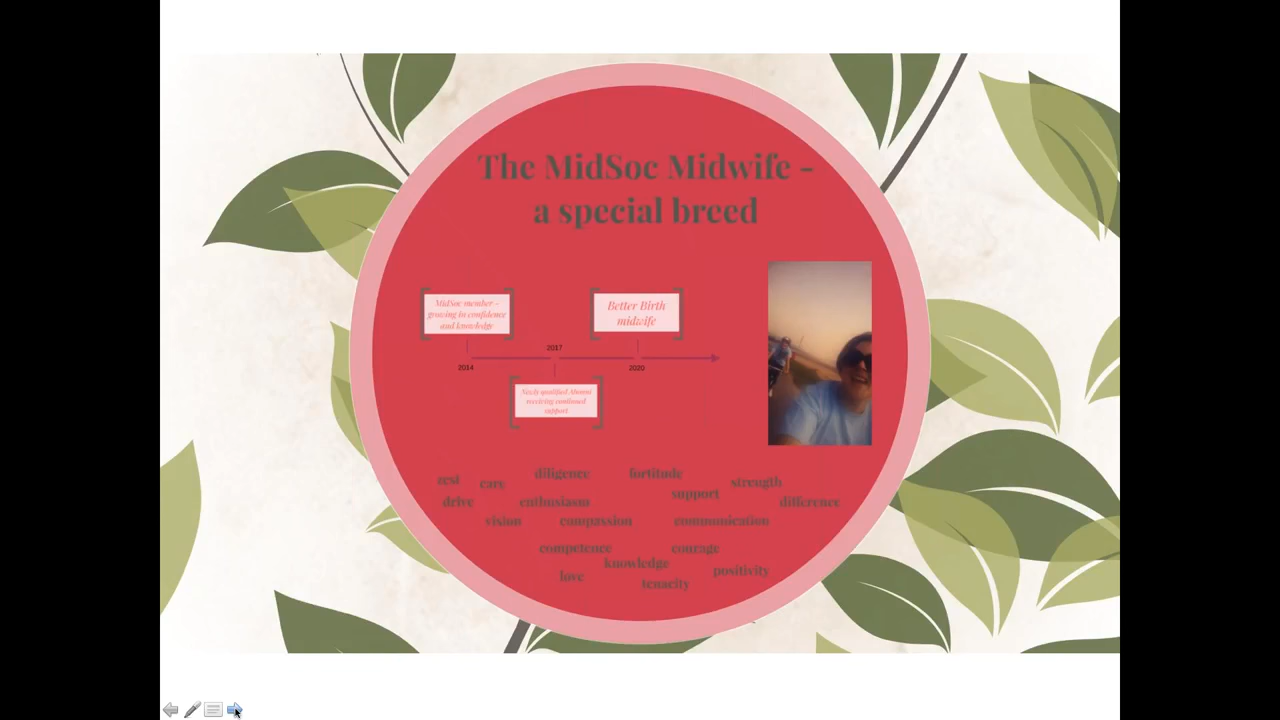 The MidSoc Midwife -
a special breed
MidSoc member -
growing in confidence
and knowledge
Better Birth
midwife
2017
2014
2020
Newly qualified Alumni
receiving continued
support
zest
care
diligence
fortitude
strength
drive
enthusiasm
support
difference
vision
compassion
communication
competence
courage
knowledge
love
tenacity
positivity